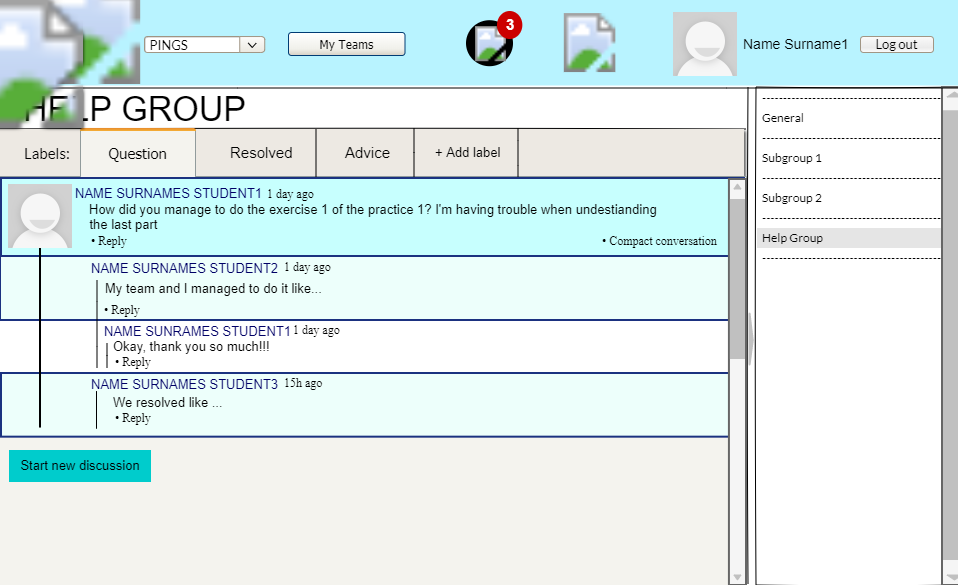 3
PINGS
My Teams
Name Surname1
Log out
HELP GROUP
Labels:
Question
Resolved
Advice
+ Add label
NAME SURNAMES STUDENT1 1 day ago
How did you manage to do the exercise 1 of the practice 1? I'm having trouble when undestianding
the last part
• Reply
• Compact conversation
NAME SURNAMES STUDENT2 1 day ago
My team and I managed to do it like...
• Reply
NAME SUNRAMES STUDENT1 1 day ago
Okay, thank you so much!!!
• Reply
NAME SURNAMES STUDENT3 15h ago
We resolved like ...
• Reply
Start new discussion
General
Subgroup 1
Subgroup 2
Help Group